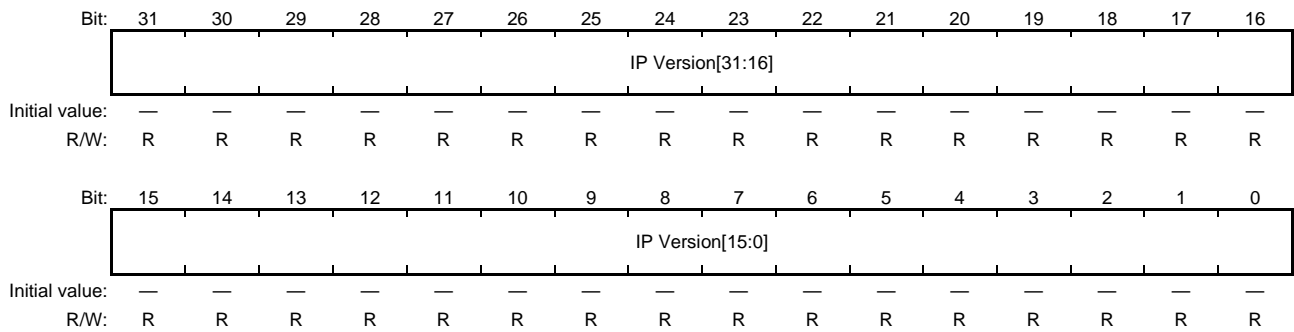 Bit: 31 30 29 28 27 26 25 24 23 22 21 20 19 18 17 16
IP Version[31:16]
Initial value: — — — — — — — — — — — — — — — —
R/W: R R R R R R R R R R R R R R R R
Bit: 15 14 13 12 11 10 9 8 7 6 5 4 3 2 1 0
IP Version[15:0]
Initial value: — — — — — — — — — — — — — — — —
R/W: R R R R R R R R R R R R R R R R